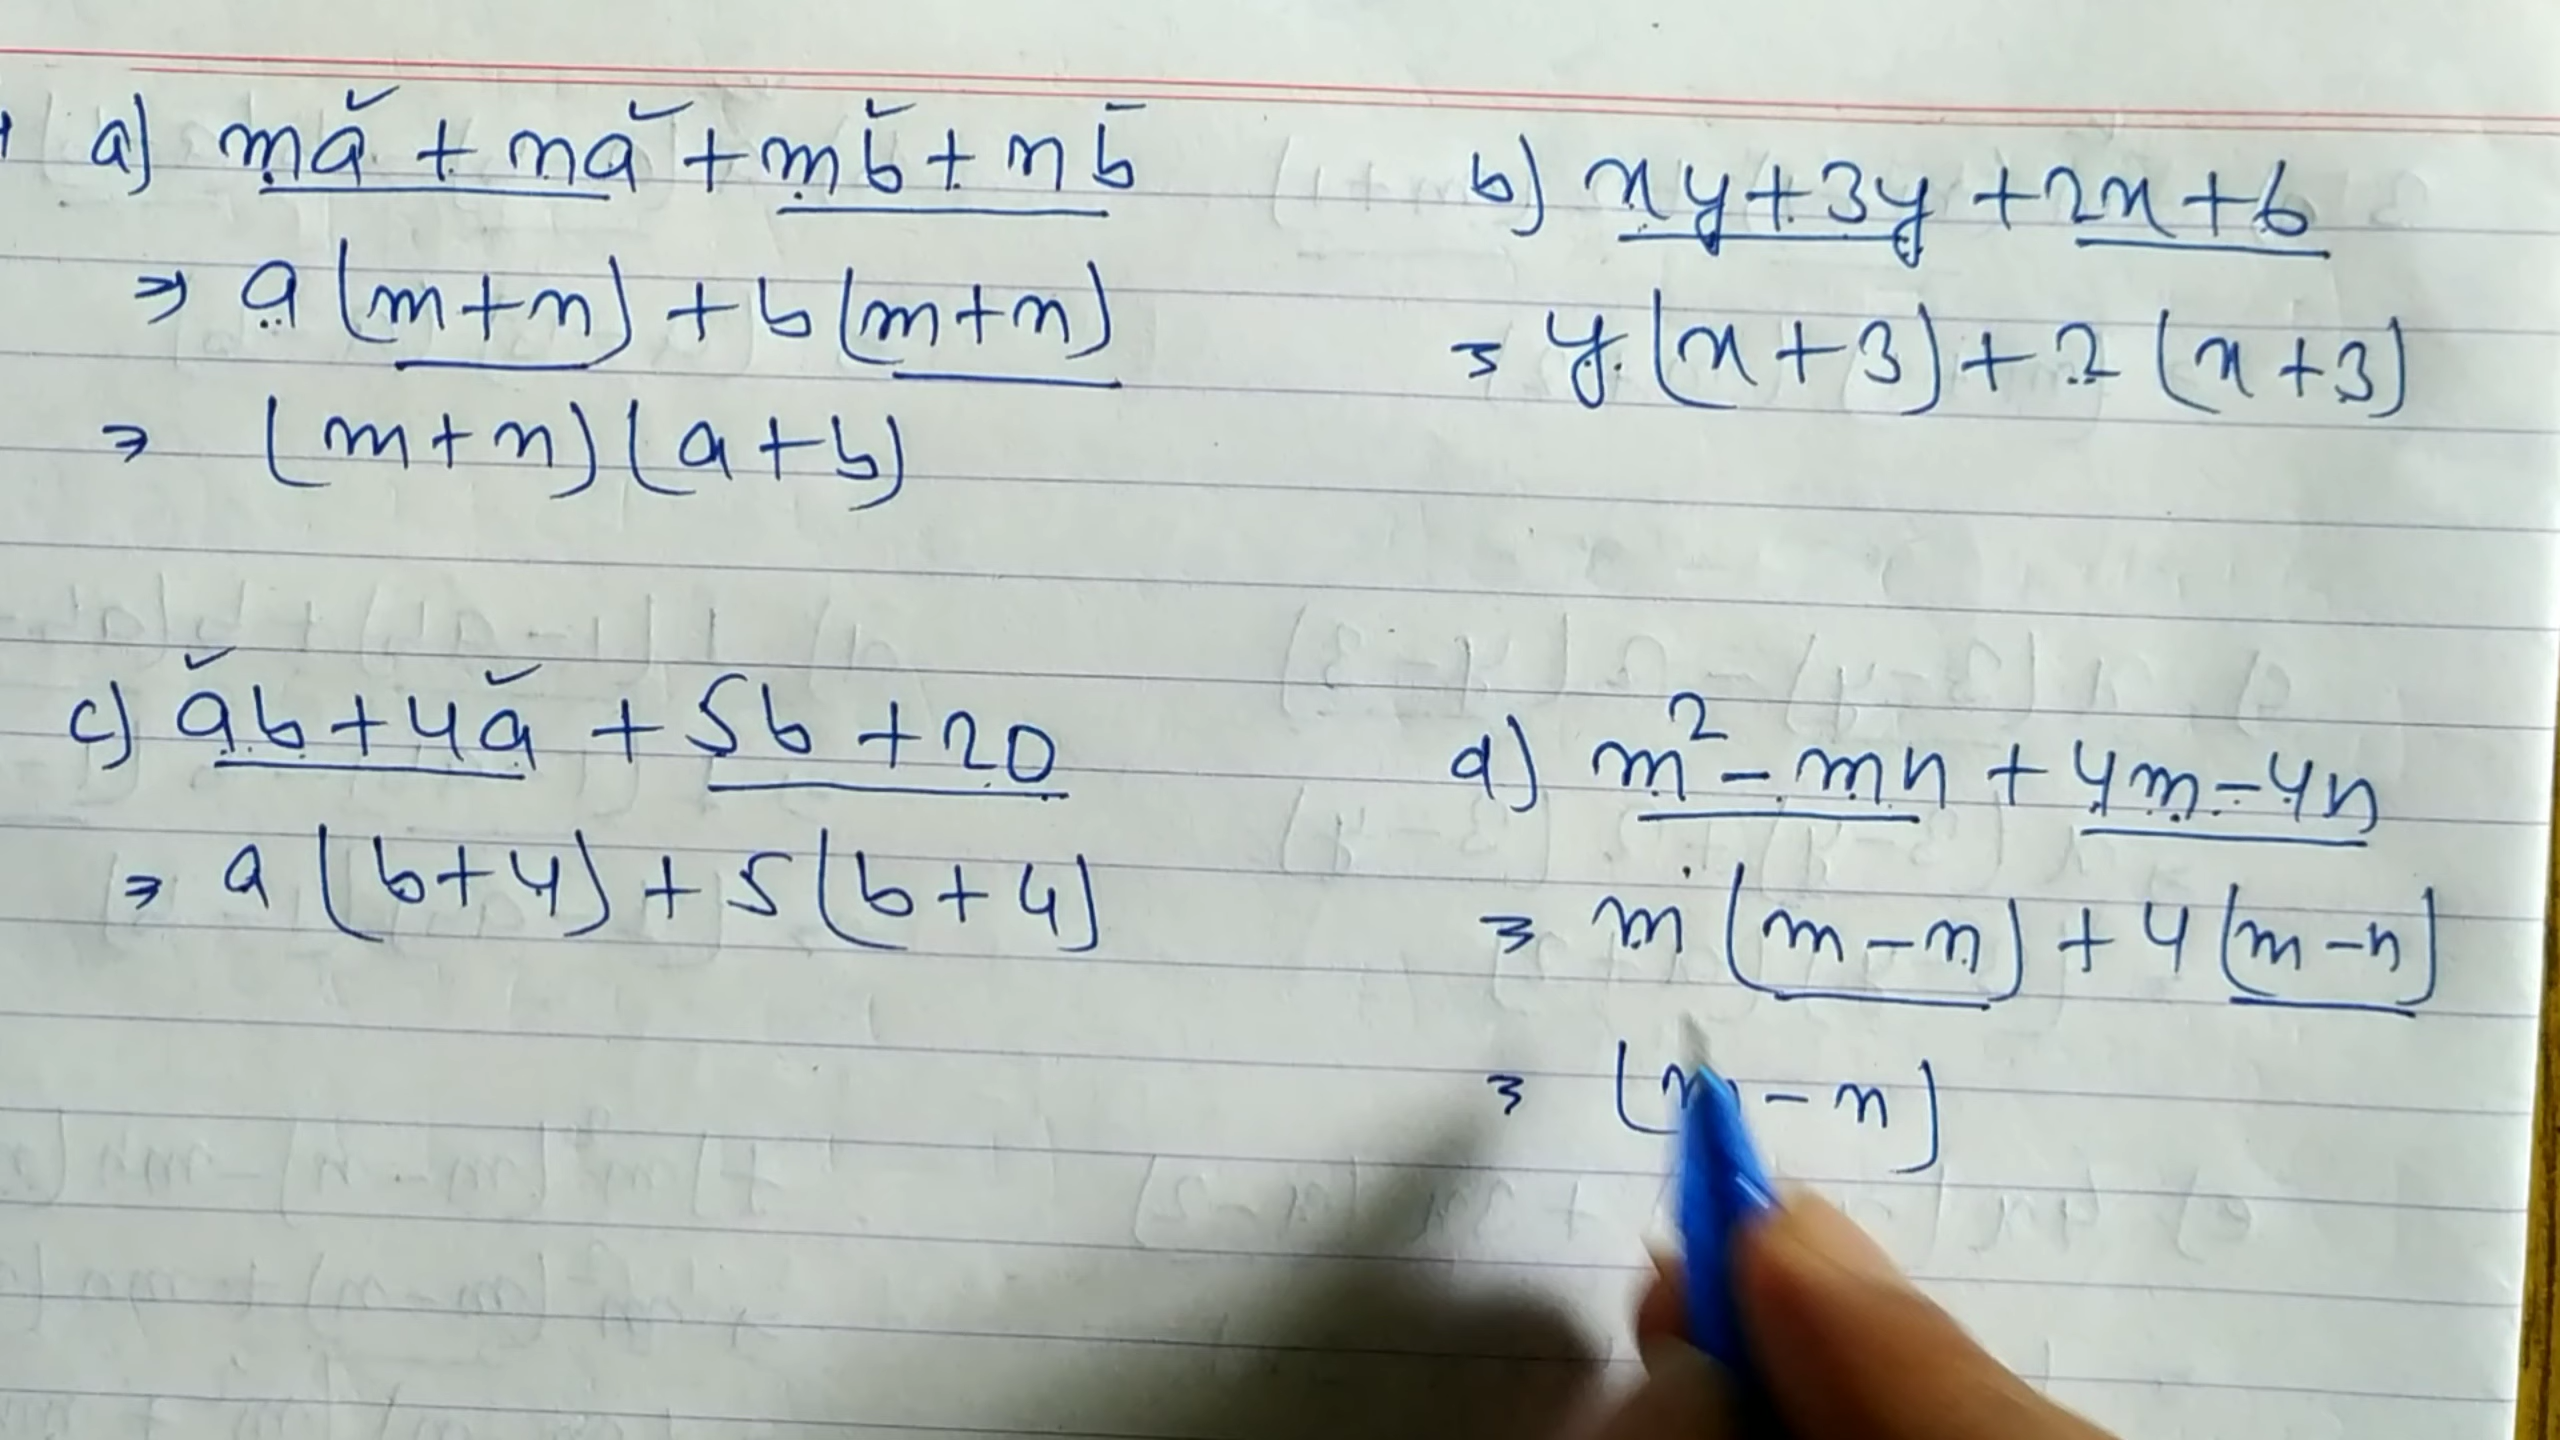 a) ma + na + mb + nb
⇒ a (m+n) + b (m+n)
⇒ (m+n) (a+b)
b) xy+3y +2x+6
⇒ y (x+3) + 2 (x+3)
c) ab+4a + 5b +20
⇒ a (b+4) + 5 (b+4)
d) m² - mn + 4m - 4n
⇒ m (m-n) + 4 (m-n)
⇒ (m - n)